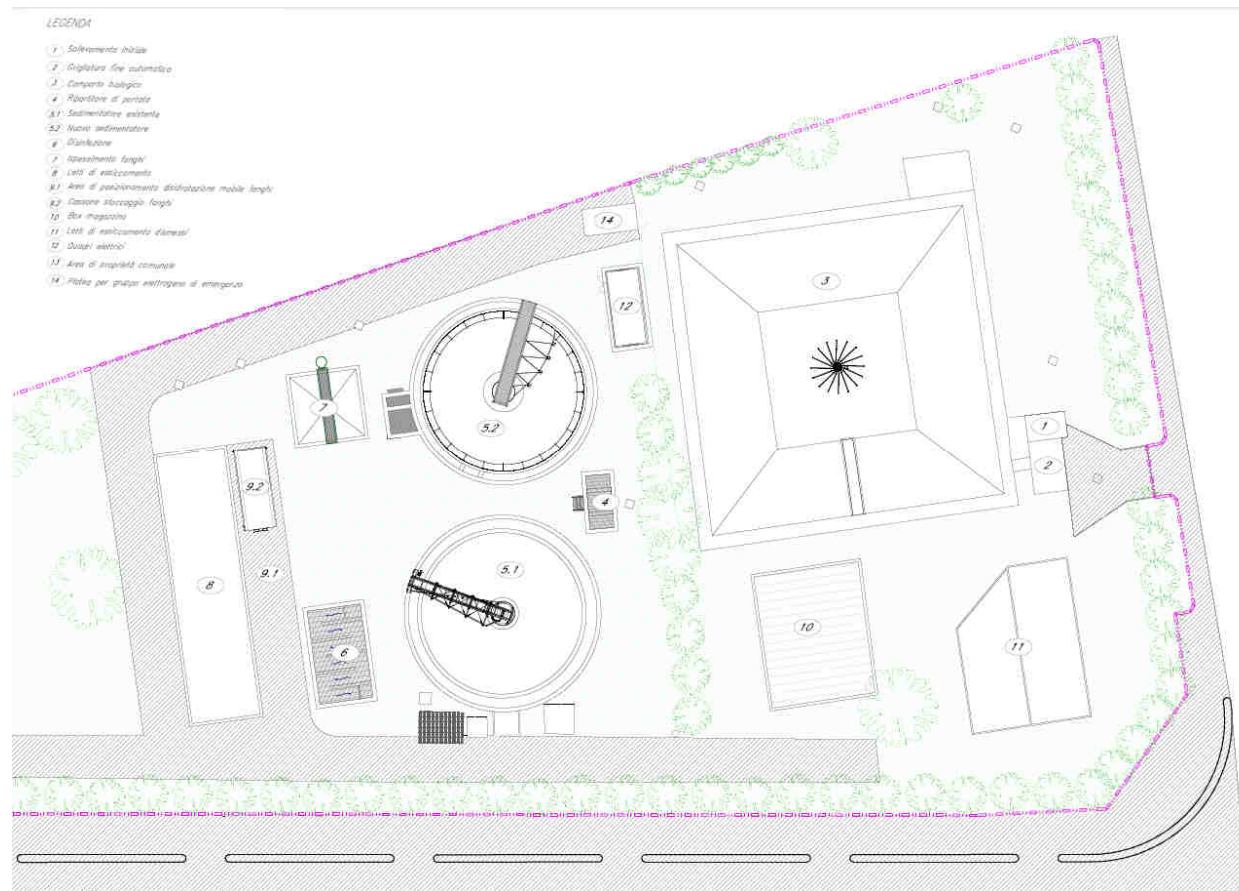 LEGENDA
1 Sollevamento iniziale
2 Grigliatura fine automatica
3 Comparto biologico
4 Ripartitore di portata
5.1 Sedimentatore esistente
5.2 Nuovo sedimentatore
6 Disinfezione
7 Ispessimento fanghi
8 Letti di essiccamento
9.1 Area di posizionamento disidratazione mobile fanghi
9.2 Cassone stoccaggio fanghi
10 Box magazzino
11 Letti di essiccamento dismessi
12 Quadri elettrici
13 Area di proprietà comunale
14 Platea per gruppo elettrogeno di emergenza
14
3
12
7
5.2
1
2
9.2
4
9.1
8
5.1
10
11
6